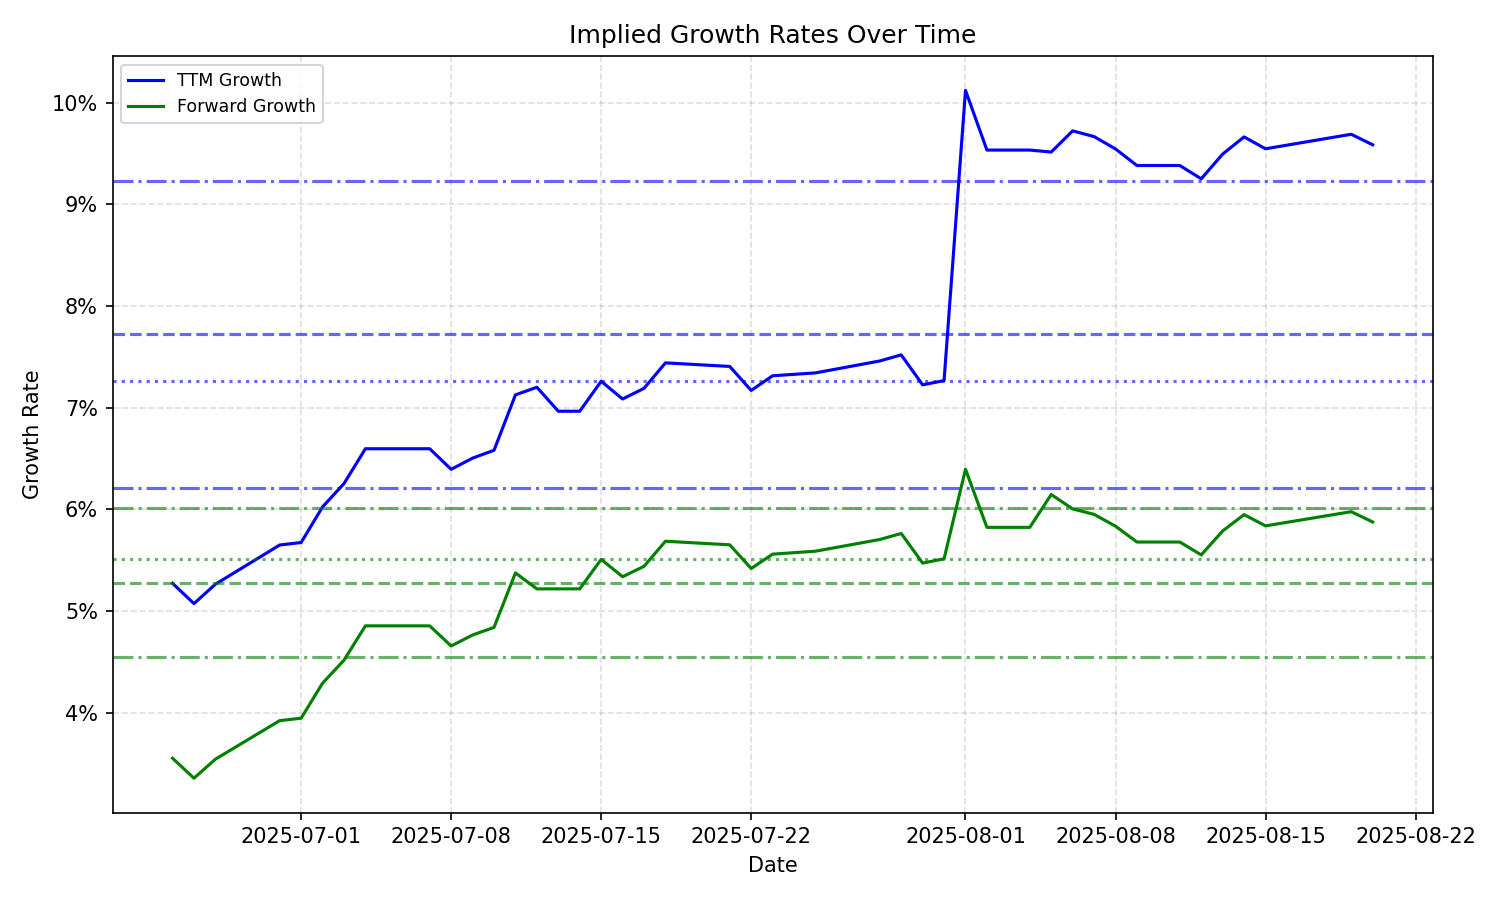 Implied Growth Rates Over Time
TTM Growth
Forward Growth
10%
9%
8%
7%
6%
5%
4%
Growth Rate
2025-07-01 2025-07-08 2025-07-15 2025-07-22 2025-08-01 2025-08-08 2025-08-15 2025-08-22
Date